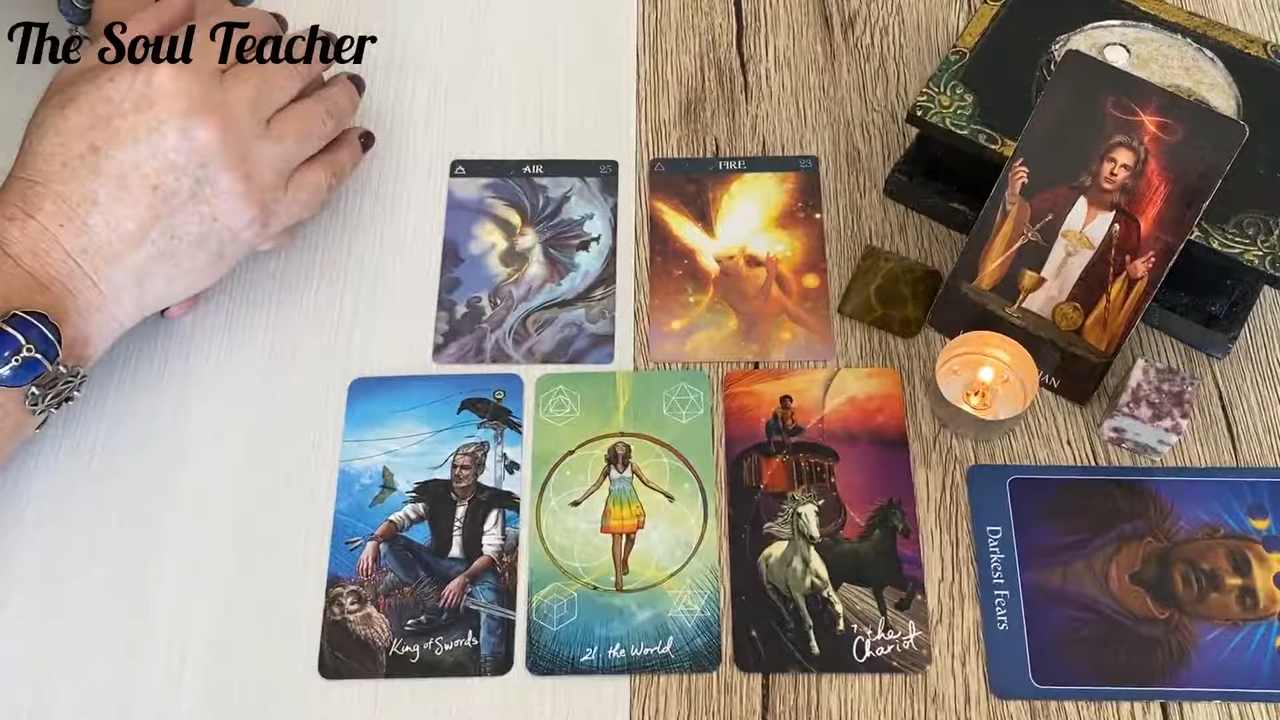 The Soul Teacher
AIR 25
FIRE 23
King of Swords
21 the World
7. the
Chariot
Darkest Fears